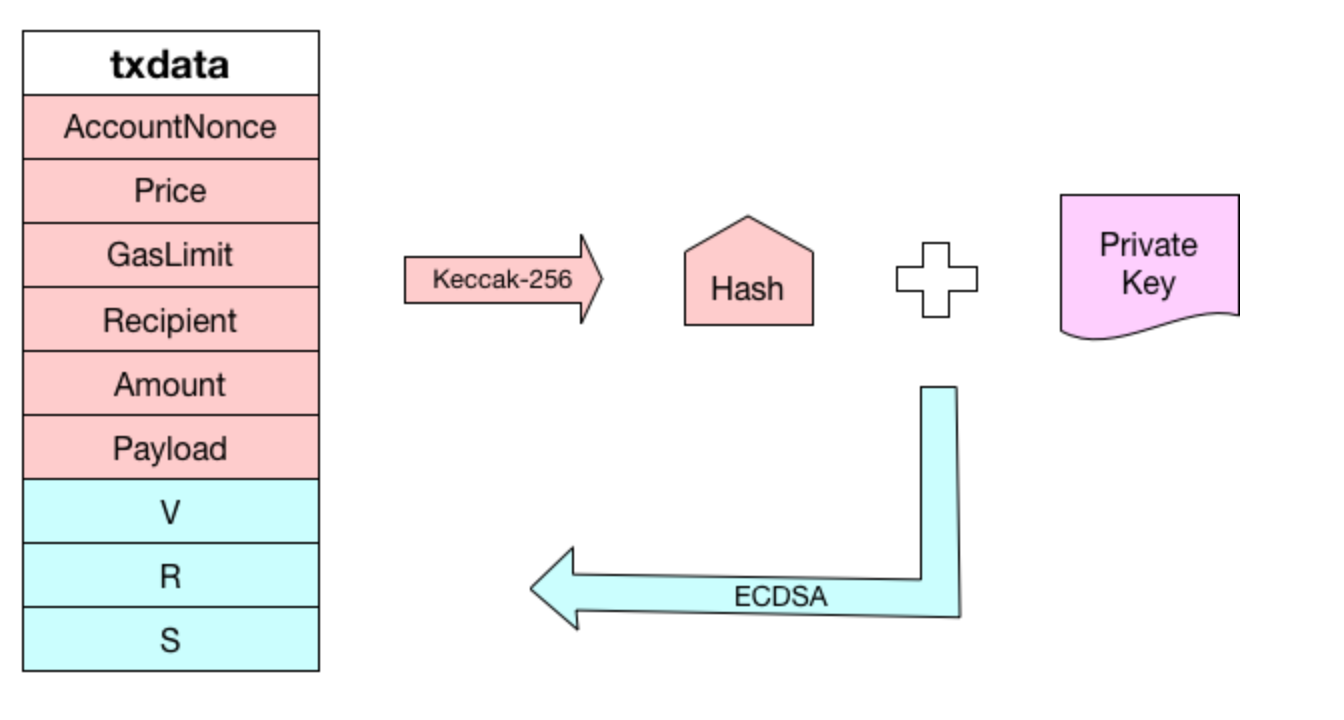 txdata
AccountNonce
Price
GasLimit
Recipient
Amount
Payload
V
R
S
Keccak-256
Hash
Private
Key
ECDSA